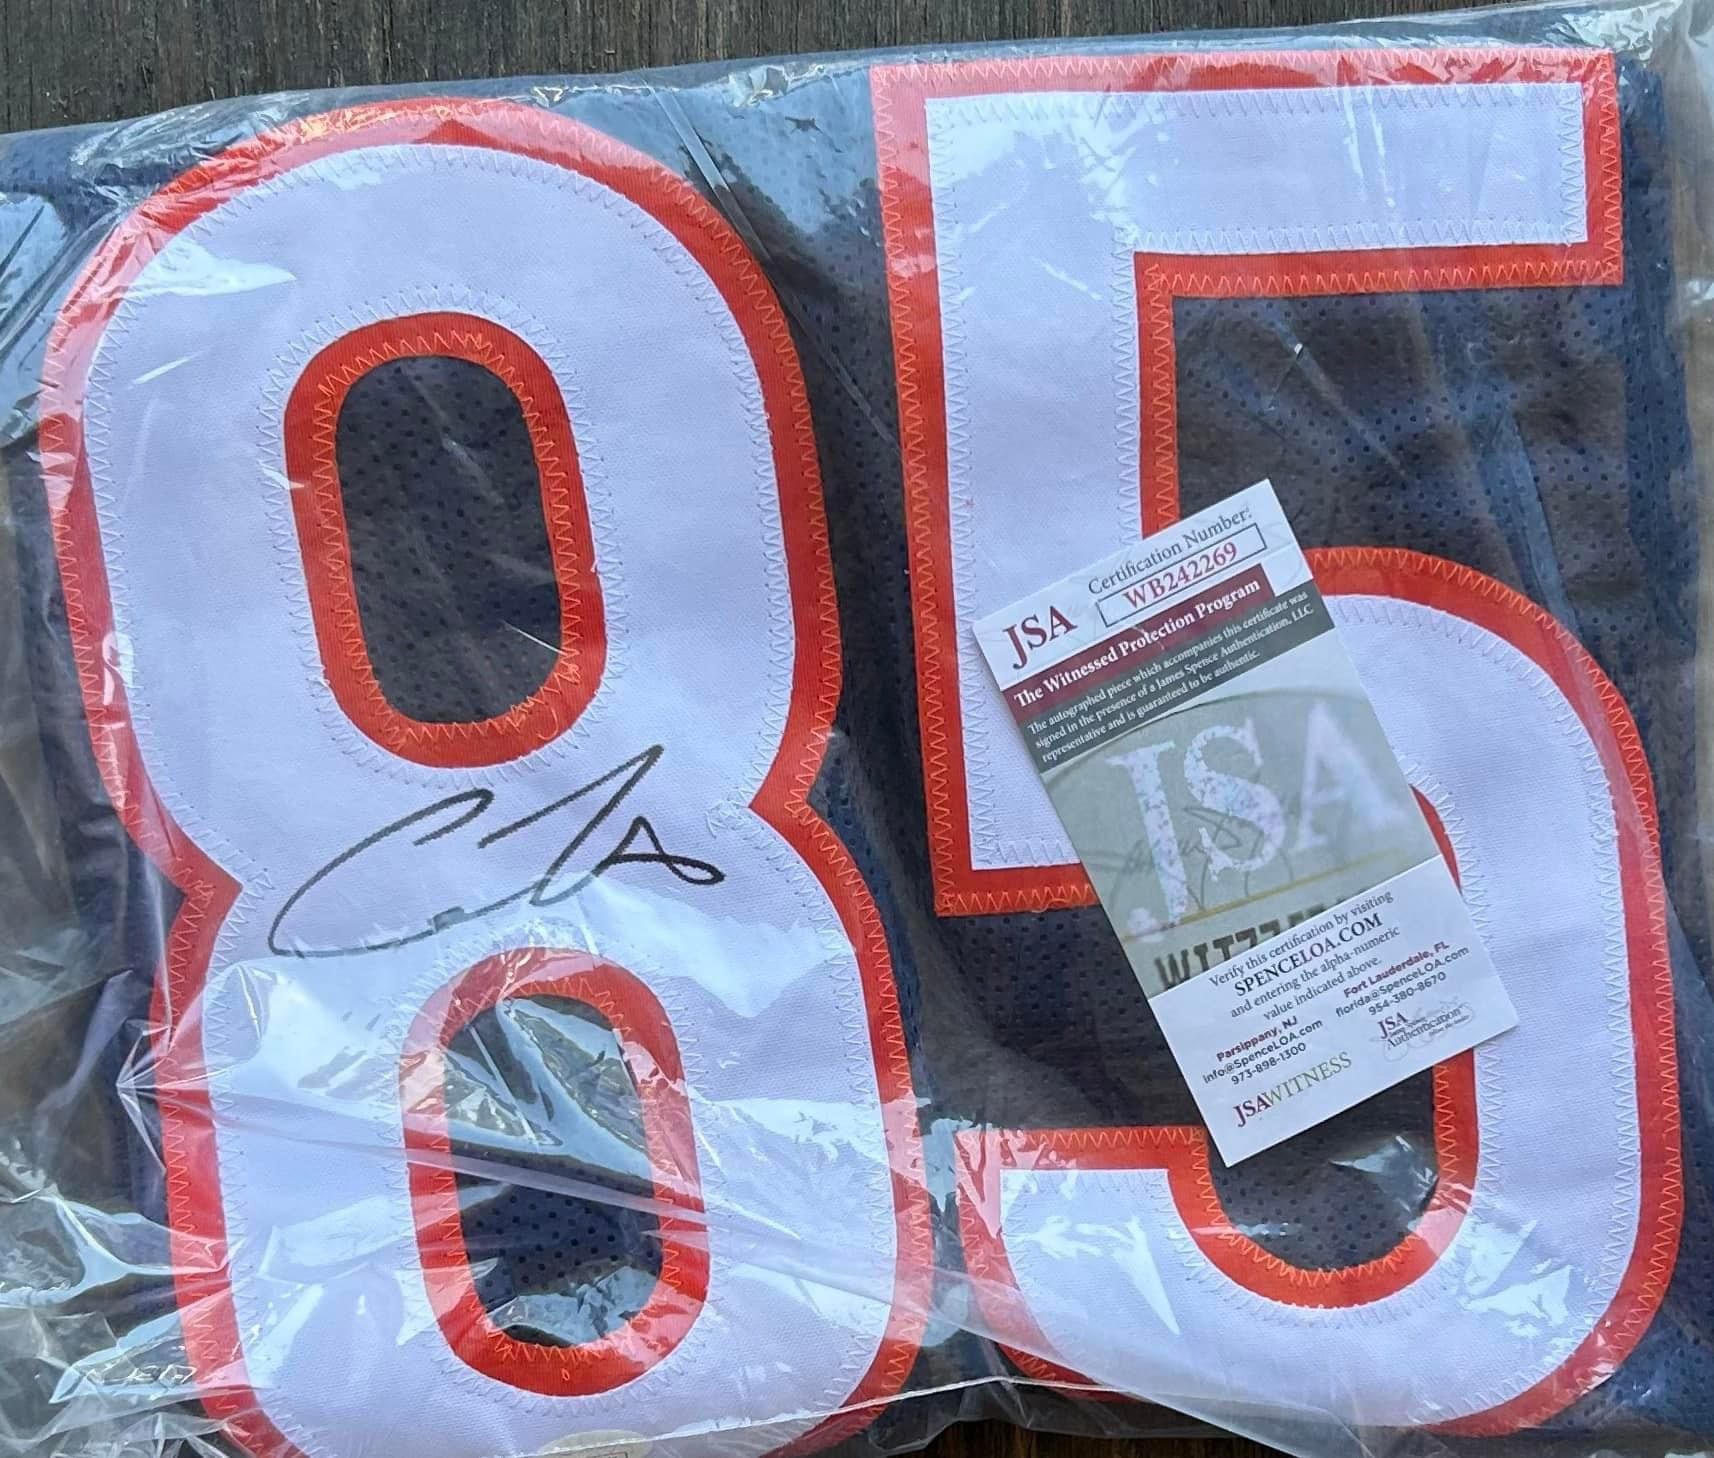 85
JSA
Certification Number:
WB242269
The Witnessed Protection Program
The autographed piece which accompanies this certificate was
signed in the presence of a James Spence Authentication, LLC
representative and is guaranteed to be authentic.
JSA
Verify this certification by visiting
SPENCELOA.COM
and entering the alpha-numeric
value indicated above.
Parsippany, NJ
info@SpenceLOA.com
973-898-1300
Fort Lauderdale, FL
florida@SpenceLOA.com
954-380-8670
JSAWITNESS
JSA
Authentication